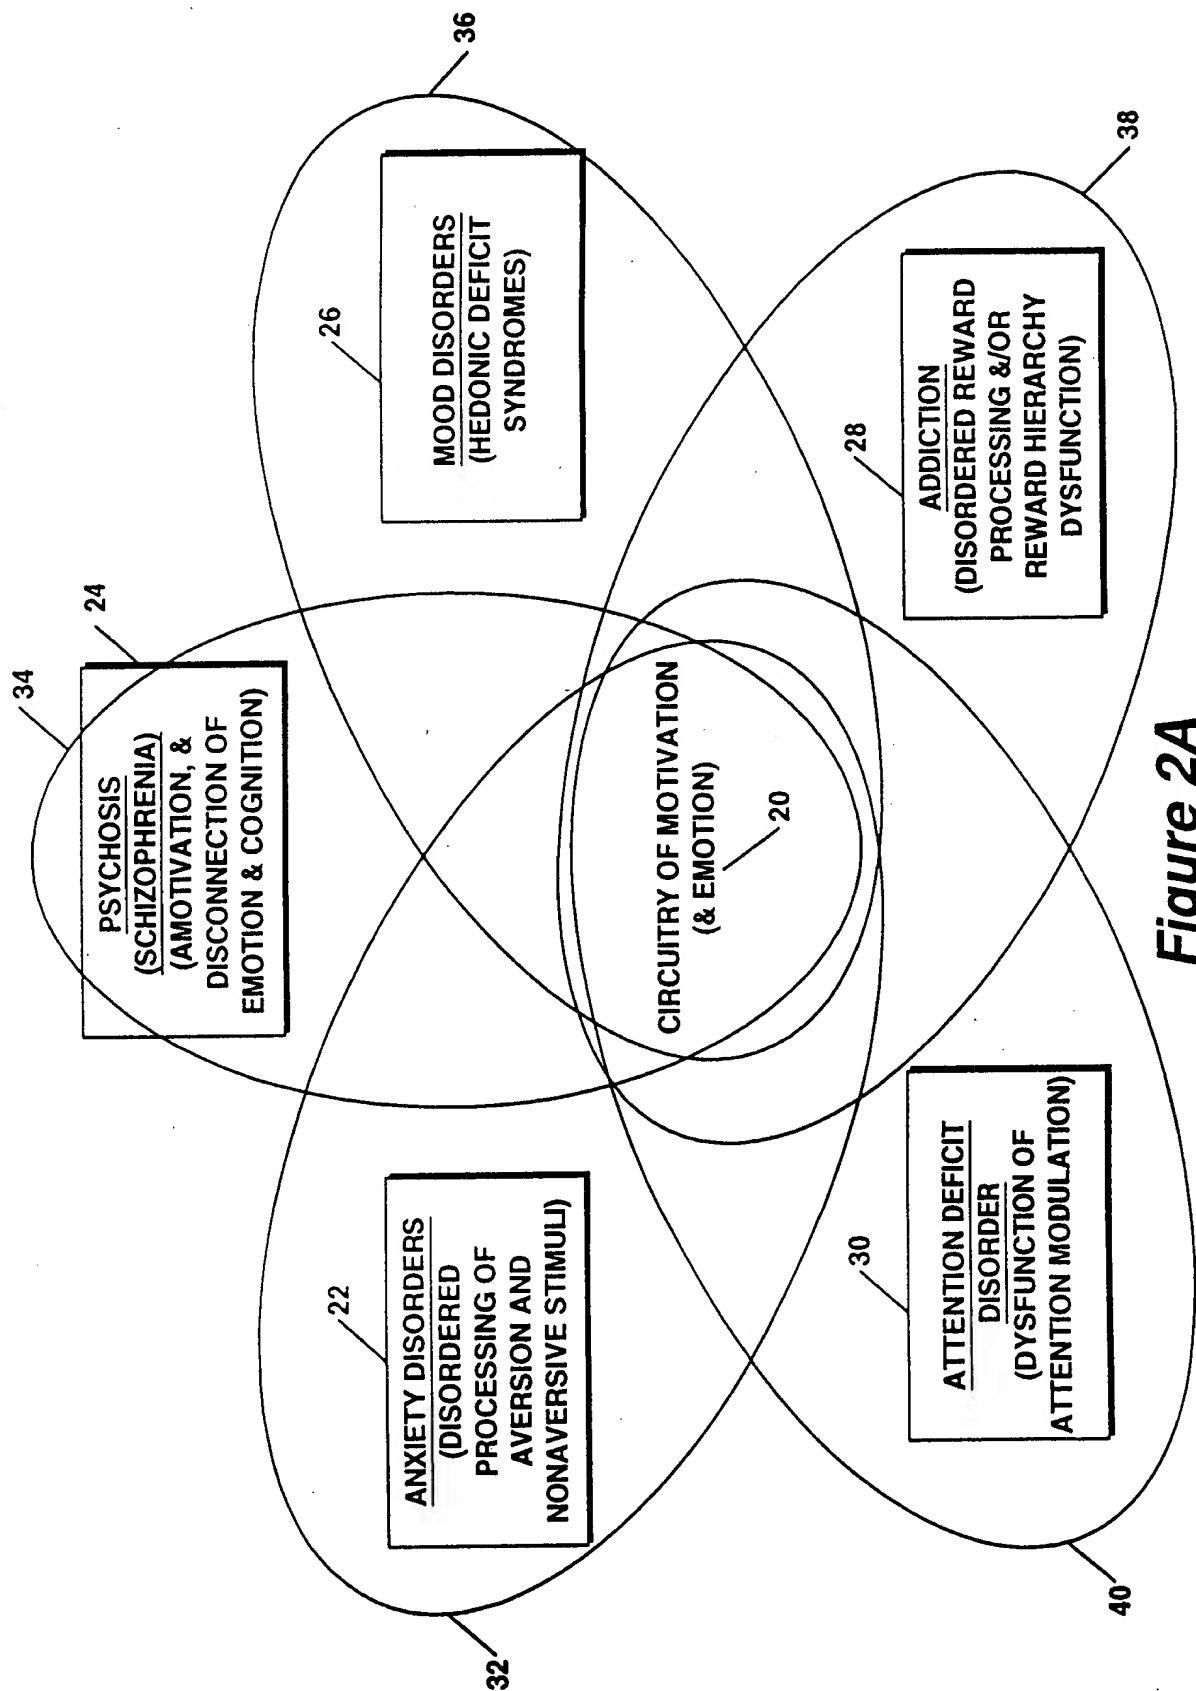 34
24
PSYCHOSIS
(SCHIZOPHRENIA)
(AMOTIVATION, &
DISCONNECTION OF
EMOTION & COGNITION)
22
ANXIETY DISORDERS
(DISORDERED
PROCESSING OF
AVERSION AND
NONAVERSIVE STIMULI)
32
26
MOOD DISORDERS
(HEDONIC DEFICIT
SYNDROMES)
36
CIRCUITRY OF MOTIVATION
(& EMOTION)
20
30
ATTENTION DEFICIT
DISORDER
(DYSFUNCTION OF
ATTENTION MODULATION)
40
28
ADDICTION
(DISORDERED REWARD
PROCESSING &/OR
REWARD HIERARCHY
DYSFUNCTION)
38
Figure 2A